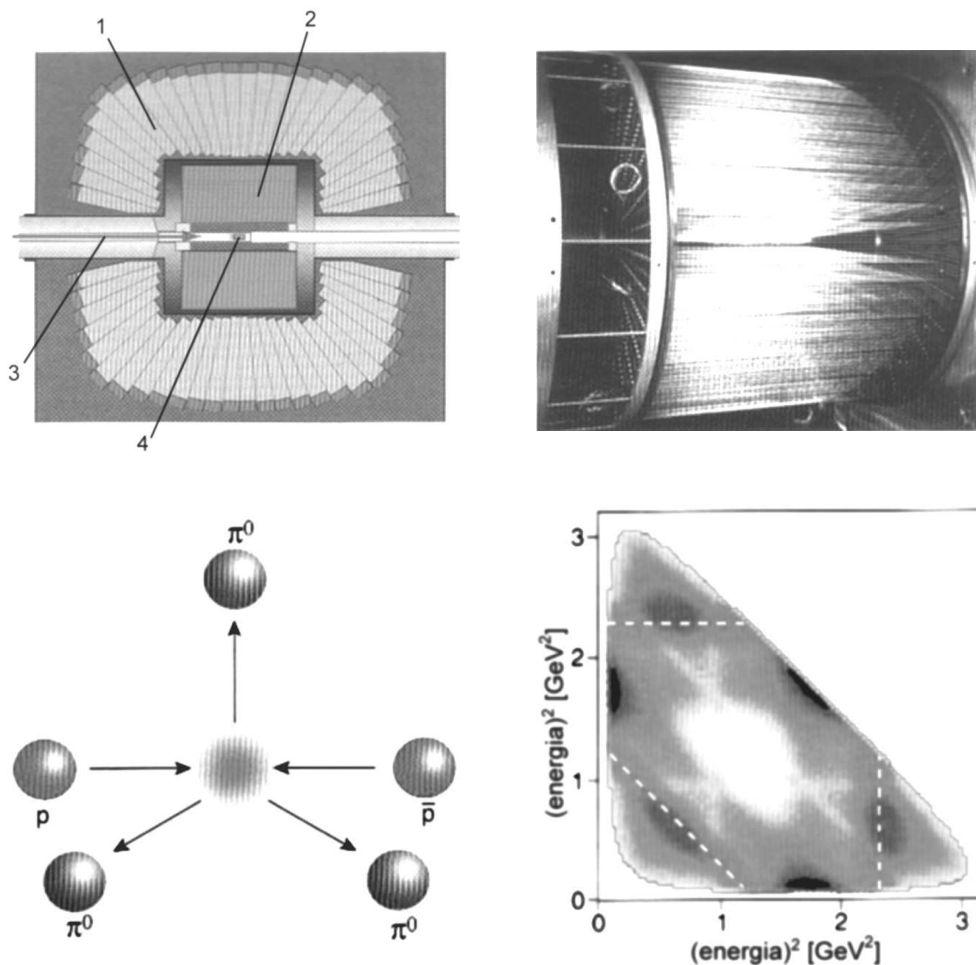 1
2
3
4
π⁰
p
p̅
π⁰
π⁰
(energia)² [GeV²]
3
2
1
0
0
1
2
3
(energia)² [GeV²]